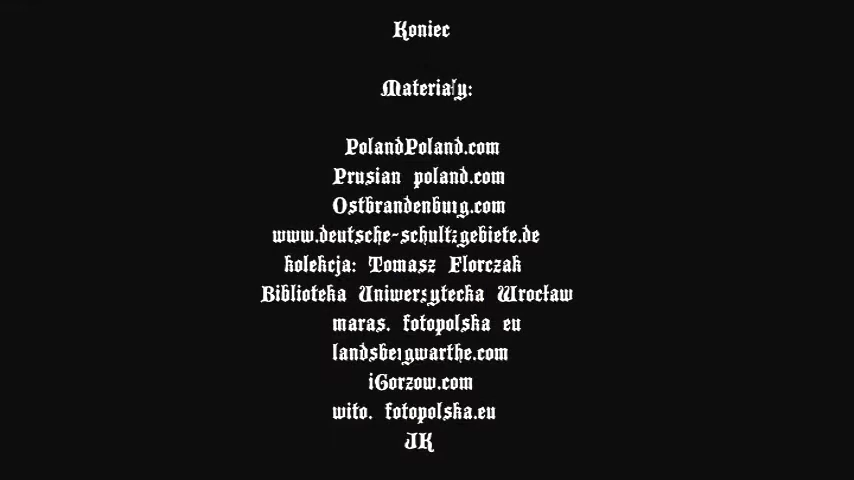 Koniec
Materiały:
PolandPoland.com
Prusian poland.com
Ostbrandenburg.com
www.deutsche-schultzgebiete.de
kolekcja: Tomasz Florczak
Biblioteka Uniwersytecka Wrocław
maras. fotopolska eu
landsbergwarthe.com
iGorzow.com
wito. fotopolska.eu
JK